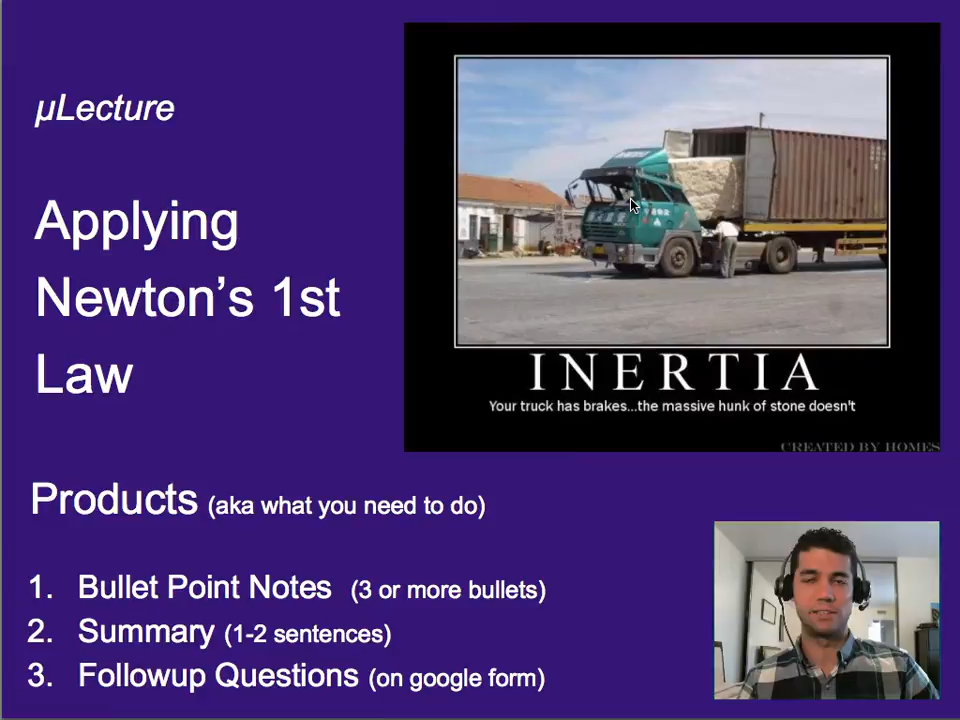 µLecture
Applying
Newton's 1st
Law
INERTIA
Your truck has brakes...the massive hunk of stone doesn't
CREATED BY HOMES
Products (aka what you need to do)
1. Bullet Point Notes (3 or more bullets)
2. Summary (1-2 sentences)
3. Followup Questions (on google form)